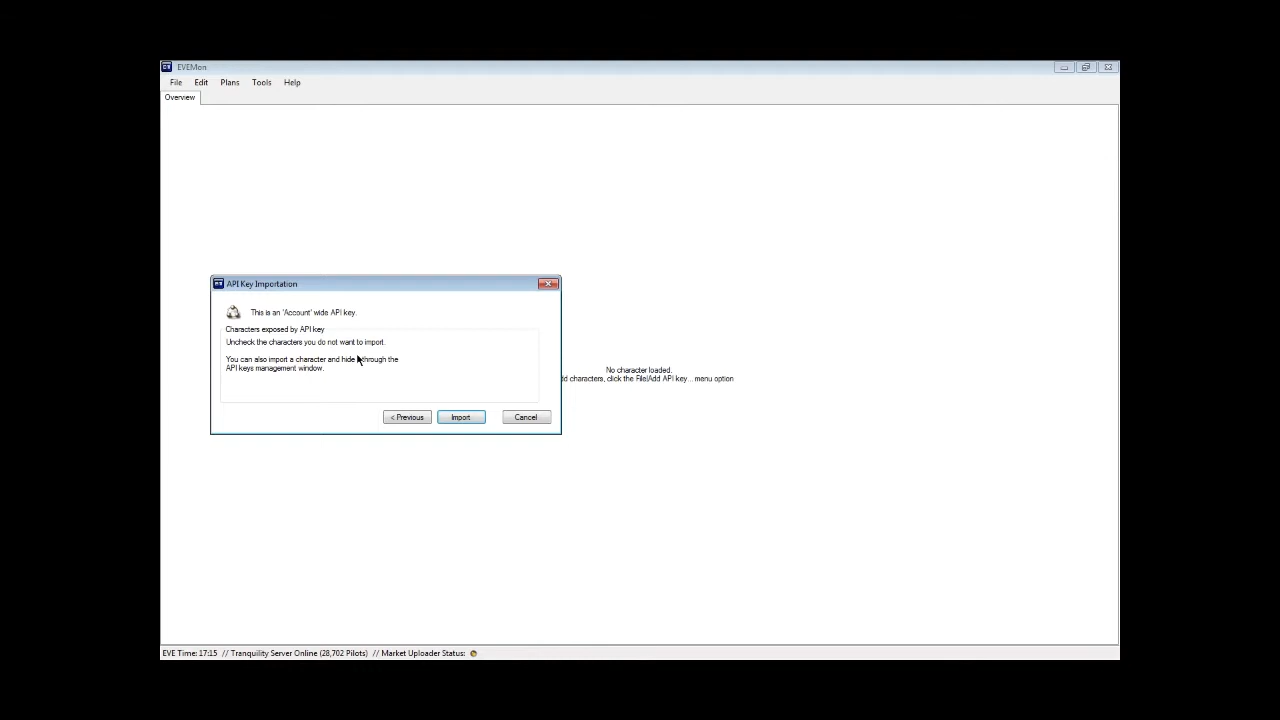 EVEMon
File Edit Plans Tools Help
Overview
API Key Importation
This is an 'Account' wide API key.
Characters exposed by API key
Uncheck the characters you do not want to import.
You can also import a character and hide through the
API keys management window.
< Previous Import Cancel
No character loaded.
characters, click the File|Add API key... menu option
EVE Time: 17:15 // Tranquility Server Online (28,702 Pilots) // Market Uploader Status: